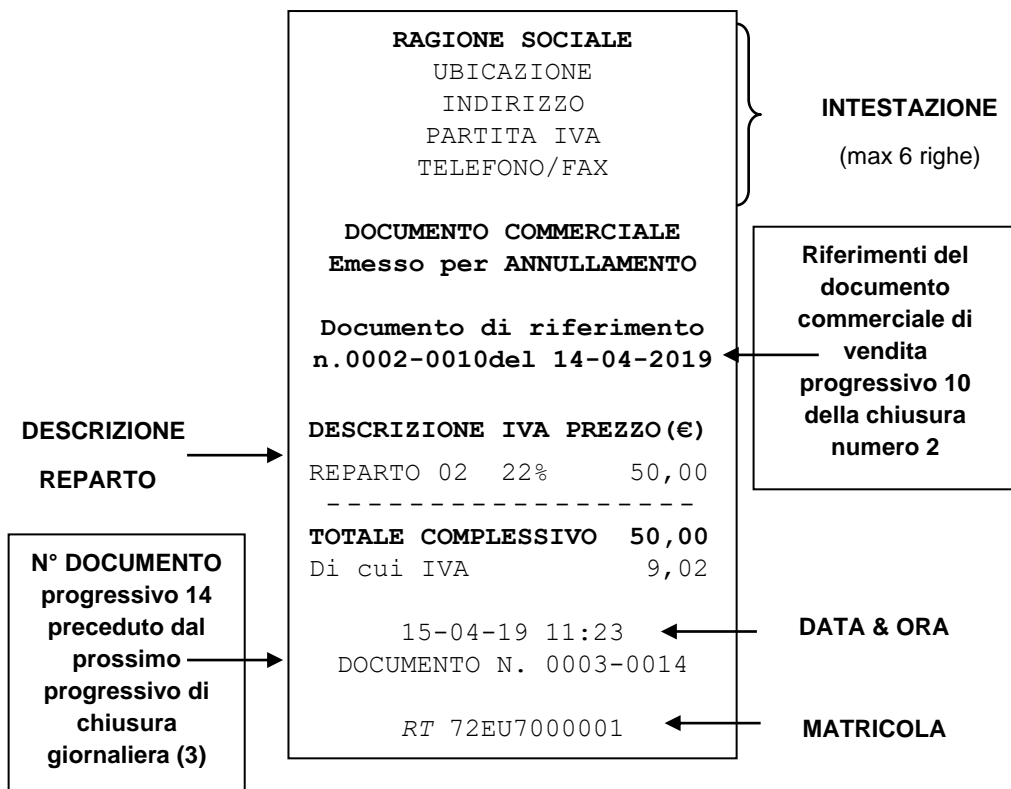 RAGIONE SOCIALE
UBICAZIONE
INDIRIZZO
PARTITA IVA
TELEFONO/FAX
INTESTAZIONE
(max 6 righe)
DOCUMENTO COMMERCIALE
Emesso per ANNULLAMENTO
Documento di riferimento
n.0002-0010del 14-04-2019
Riferimenti del
documento
commerciale di
vendita
progressivo 10
della chiusura
numero 2
DESCRIZIONE
REPARTO
DESCRIZIONE IVA PREZZO(€)
REPARTO 02 22% 50,00
- - - - - - - - - - - - - - - - - -
TOTALE COMPLESSIVO 50,00
Di cui IVA 9,02
N° DOCUMENTO
progressivo 14
preceduto dal
prossimo
progressivo di
chiusura
giornaliera (3)
15-04-19 11:23
DATA & ORA
DOCUMENTO N. 0003-0014
RT 72EU7000001
MATRICOLA